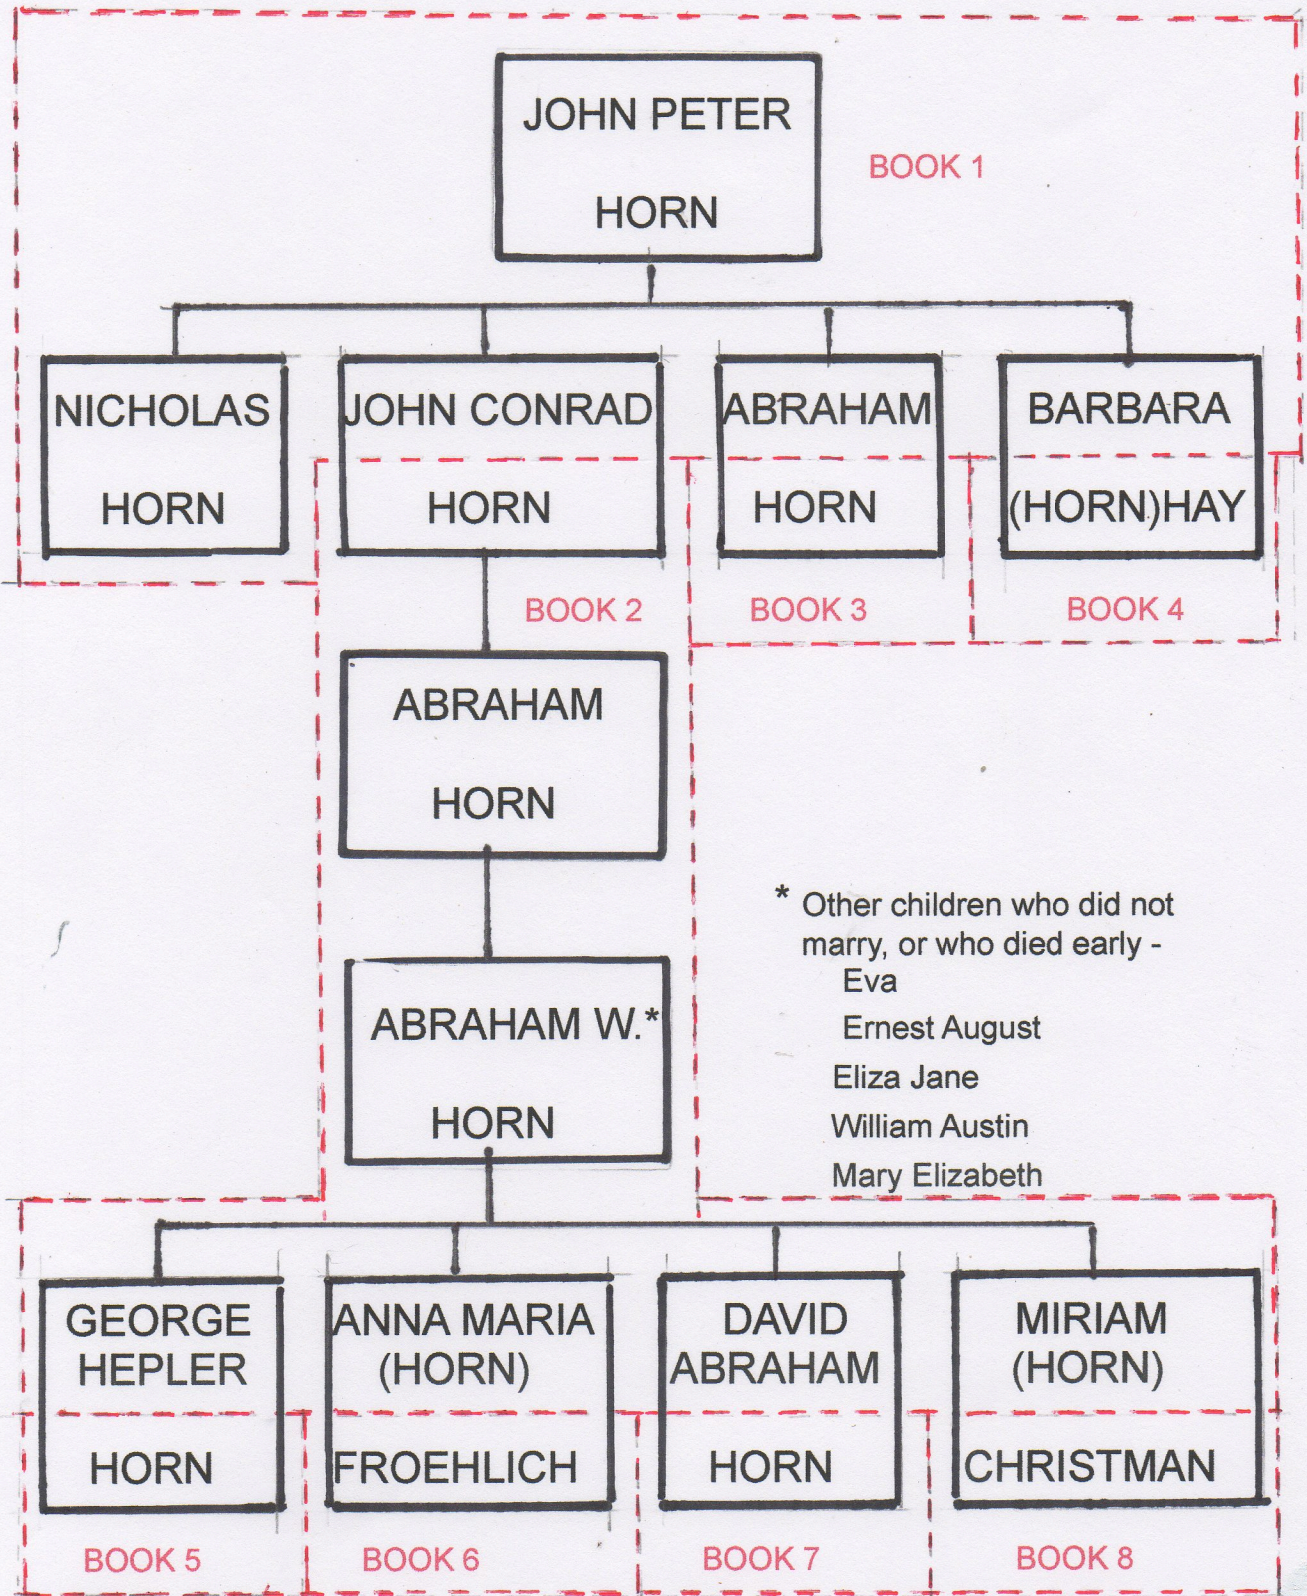 JOHN PETER
HORN
BOOK 1
NICHOLAS
HORN
JOHN CONRAD
HORN
ABRAHAM
HORN
BARBARA
(HORN)HAY
BOOK 2
BOOK 3
BOOK 4
ABRAHAM
HORN
* Other children who did not
marry, or who died early -
Eva
Ernest August
Eliza Jane
William Austin
Mary Elizabeth
ABRAHAM W.*
HORN
GEORGE
HEPLER
HORN
ANNA MARIA
(HORN)
FROEHLICH
DAVID
ABRAHAM
HORN
MIRIAM
(HORN)
CHRISTMAN
BOOK 5
BOOK 6
BOOK 7
BOOK 8